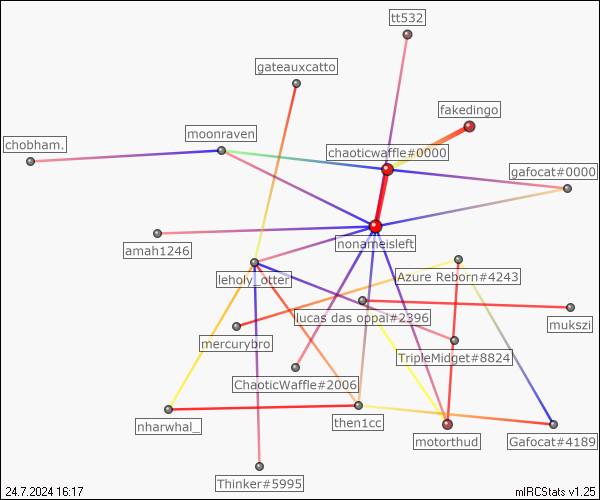 tt532
gateauxcatto
fakedingo
moonraven
chobham.
chaoticwaffle#0000
gafocat#0000
amah1246
nonameisleft
leholy_otter
Azure Reborn#4243
lucas das oppai#2396
mukszi
mercurybro
TripleMidget#8824
ChaoticWaffle#2006
nharwhal_
then1cc
motorthud
Gafocat#4189
Thinker#5995
24.7.2024 16:17
mIRCStats v1.25